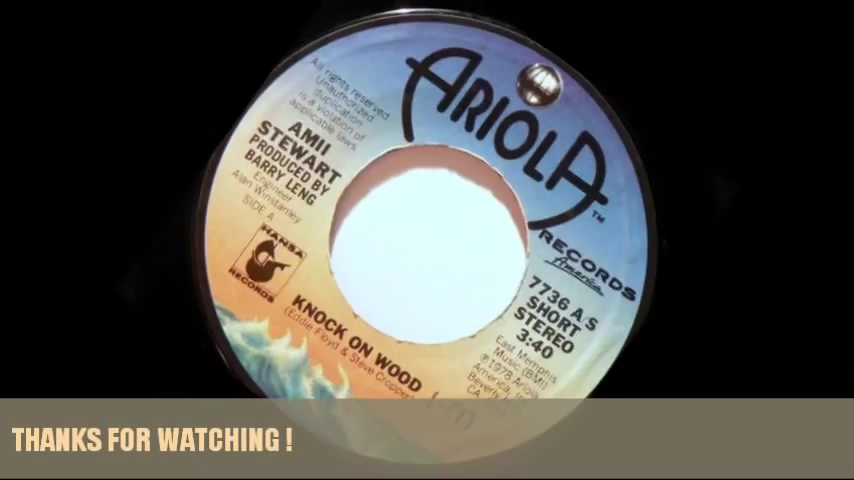 ARIOLA
TM
RECORDS
America
All rights reserved.
Unauthorized
duplication
is a violation of
applicable laws.
AMII
STEWART
PRODUCED BY
BARRY LENG
Engineer
Alan Winstanley
SIDE A
HANSA
RECORDS
7736 A/S
SHORT
STEREO
3:40
East Memphis
Music (BMI)
℗1978 Ariola
America,
Beverly
CA
KNOCK ON WOOD
(Eddie Floyd & Steve Cropper)
THANKS FOR WATCHING !